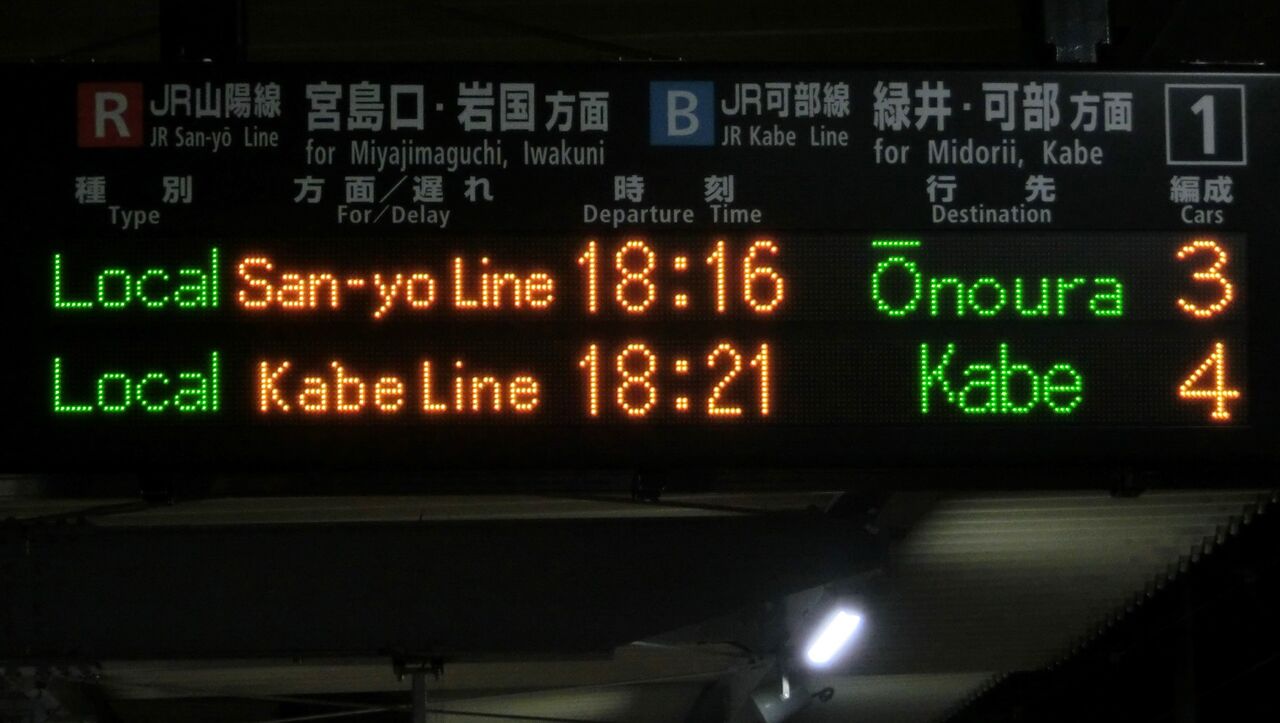 R JR山陽線 宮島口・岩国方面 B JR可部線 緑井・可部方面 1
JR San-yō Line for Miyajimaguchi, Iwakuni JR Kabe Line for Midorii, Kabe
種別 方面／遅れ 時刻 行先 編成
Type For/Delay Departure Time Destination Cars
Local San-yo Line 18:16 Ōnoura 3
Local Kabe Line 18:21 Kabe 4